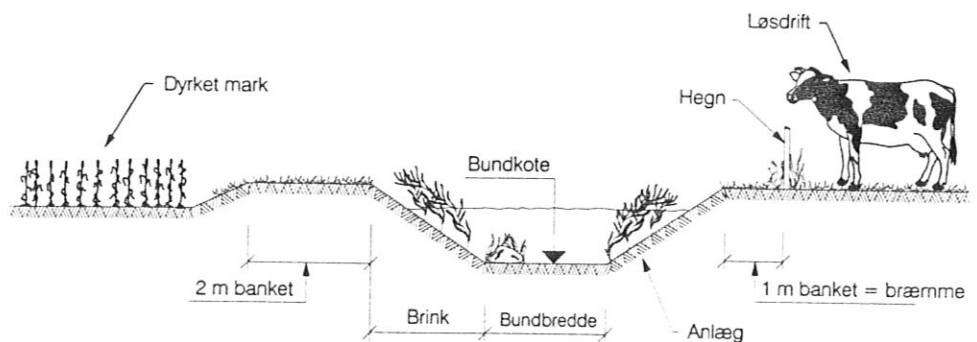 Løsdrift
Dyrket mark
Hegn
Bundkote
2 m banket
1 m banket = bræmme
Brink
Bundbredde
Anlæg